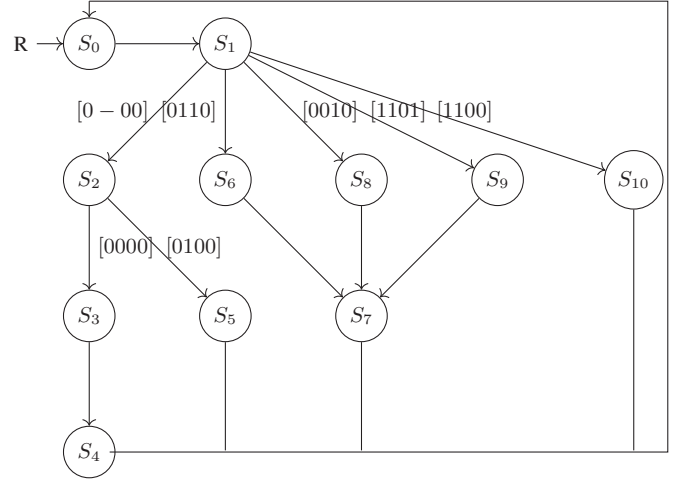 R S₀ S₁
[0 − 00] [0110] [0010] [1101] [1100]
S₂ S₆ S₈ S₉ S₁₀
[0000] [0100]
S₃ S₅ S₇
S₄